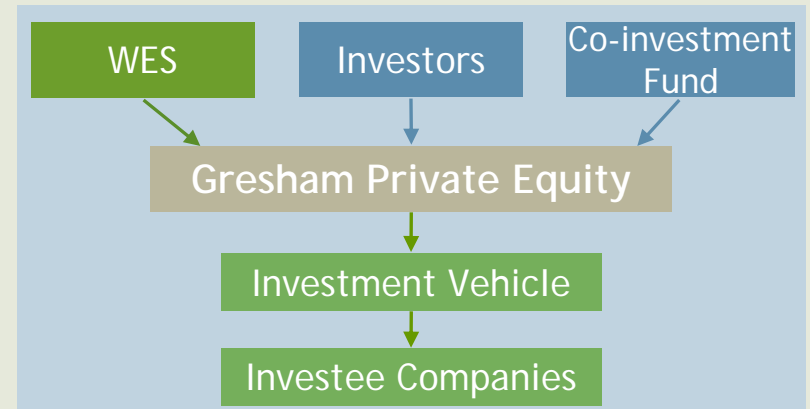 WES
Investors
Co-investment
Fund
Gresham Private Equity
Investment Vehicle
Investee Companies